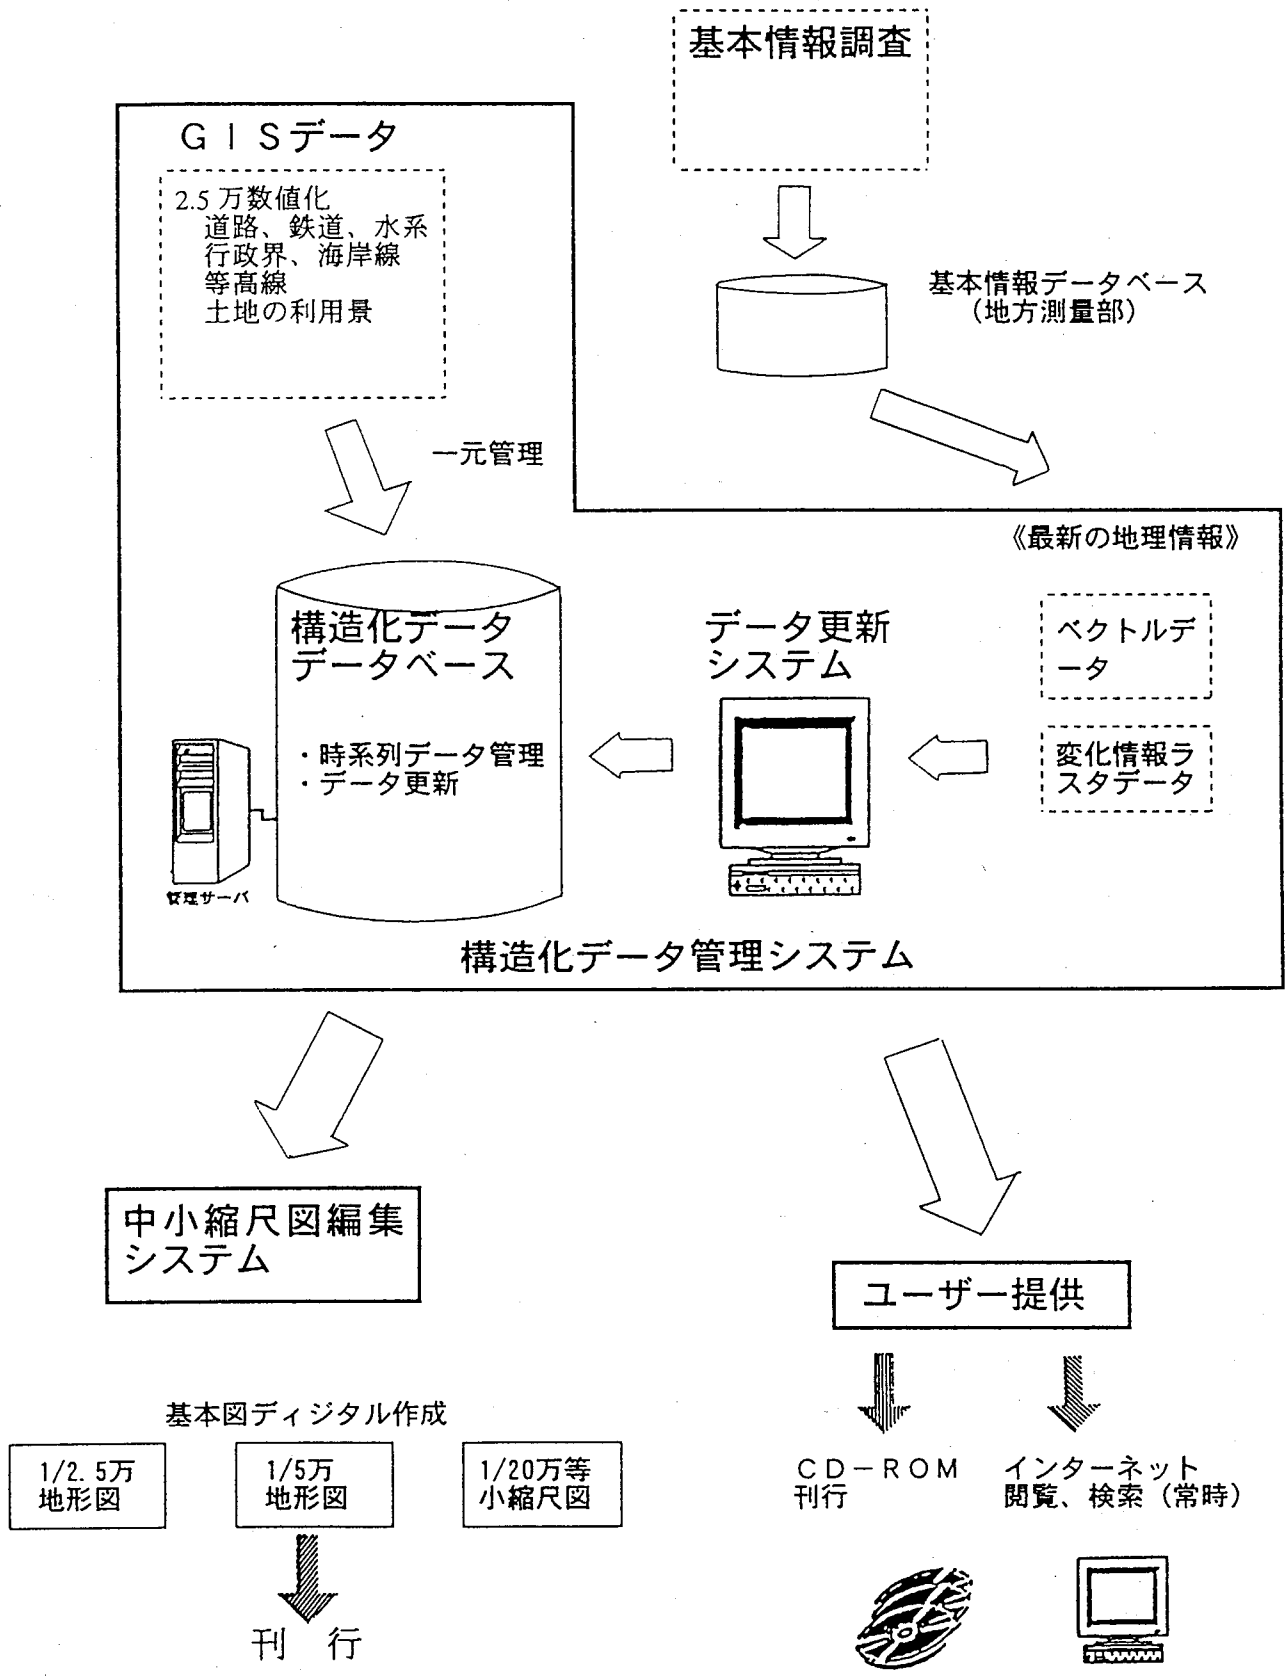 基本情報調査
GISデータ
2.5 万数値化
道路、鉄道、水系
行政界、海岸線
等高線
土地の利用景
基本情報データベース
（地方測量部）
一元管理
《最新の地理情報》
構造化データ
データベース
・時系列データ管理
・データ更新
管理サーバ
データ更新
システム
ベクトルデ
ータ
変化情報ラ
スタデータ
構造化データ管理システム
中小縮尺図編集
システム
ユーザー提供
基本図ディジタル作成
1/2.5万
地形図
1/5万
地形図
1/20万等
小縮尺図
刊 行
CD－ROM
刊行
インターネット
閲覧、検索（常時）